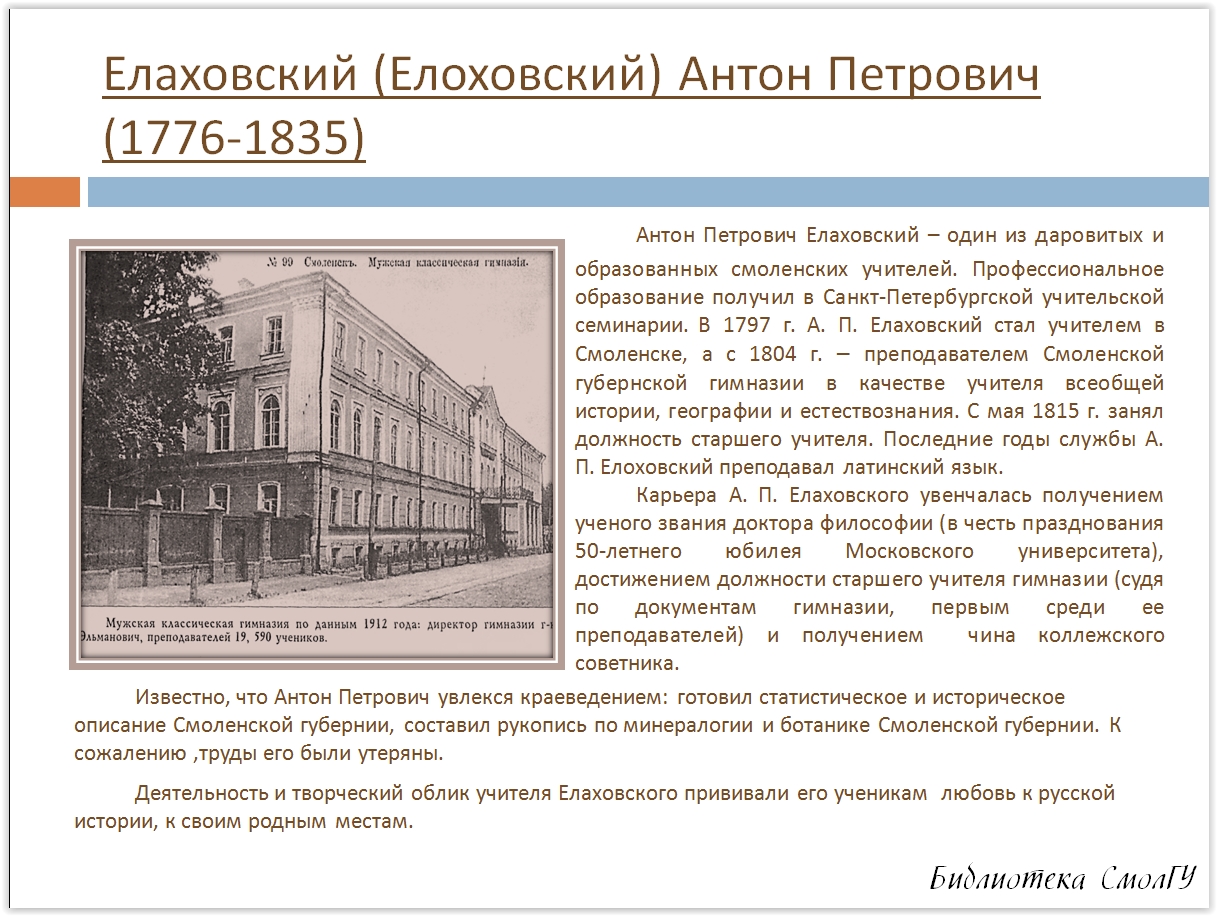 Елаховский (Елоховский) Антон Петрович
(1776-1835)
№ 99 Смоленскъ. Мужская классическая гимназія.
Мужская классическая гимназия по данным 1912 года: директор гимназии г-н
Эльманович, преподавателей 19, 590 учеников.
Антон Петрович Елаховский – один из даровитых и
образованных смоленских учителей. Профессиональное
образование получил в Санкт-Петербургской учительской
семинарии. В 1797 г. А. П. Елаховский стал учителем в
Смоленске, а с 1804 г. – преподавателем Смоленской
губернской гимназии в качестве учителя всеобщей
истории, географии и естествознания. С мая 1815 г. занял
должность старшего учителя. Последние годы службы А.
П. Елоховский преподавал латинский язык.
Карьера А. П. Елаховского увенчалась получением
ученого звания доктора философии (в честь празднования
50-летнего юбилея Московского университета),
достижением должности старшего учителя гимназии (судя
по документам гимназии, первым среди ее
преподавателей) и получением чина коллежского
советника.
Известно, что Антон Петрович увлекся краеведением: готовил статистическое и историческое
описание Смоленской губернии, составил рукопись по минералогии и ботанике Смоленской губернии. К
сожалению ,труды его были утеряны.
Деятельность и творческий облик учителя Елаховского прививали его ученикам любовь к русской
истории, к своим родным местам.
Библиотека СмолГУ